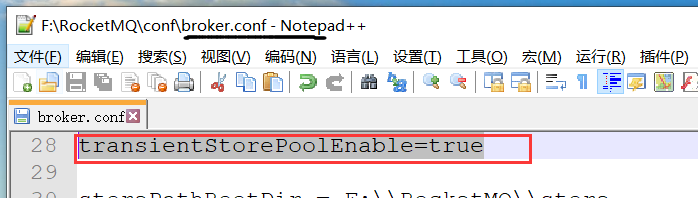 F:\RocketMQ\conf\broker.conf - Notepad++
文件(F) 编辑(E) 搜索(S) 视图(V) 编码(N) 语言(L) 设置(T) 工具(O) 宏(M) 运行(R) 插件(P)
broker.conf
28 transientStorePoolEnable=true
29